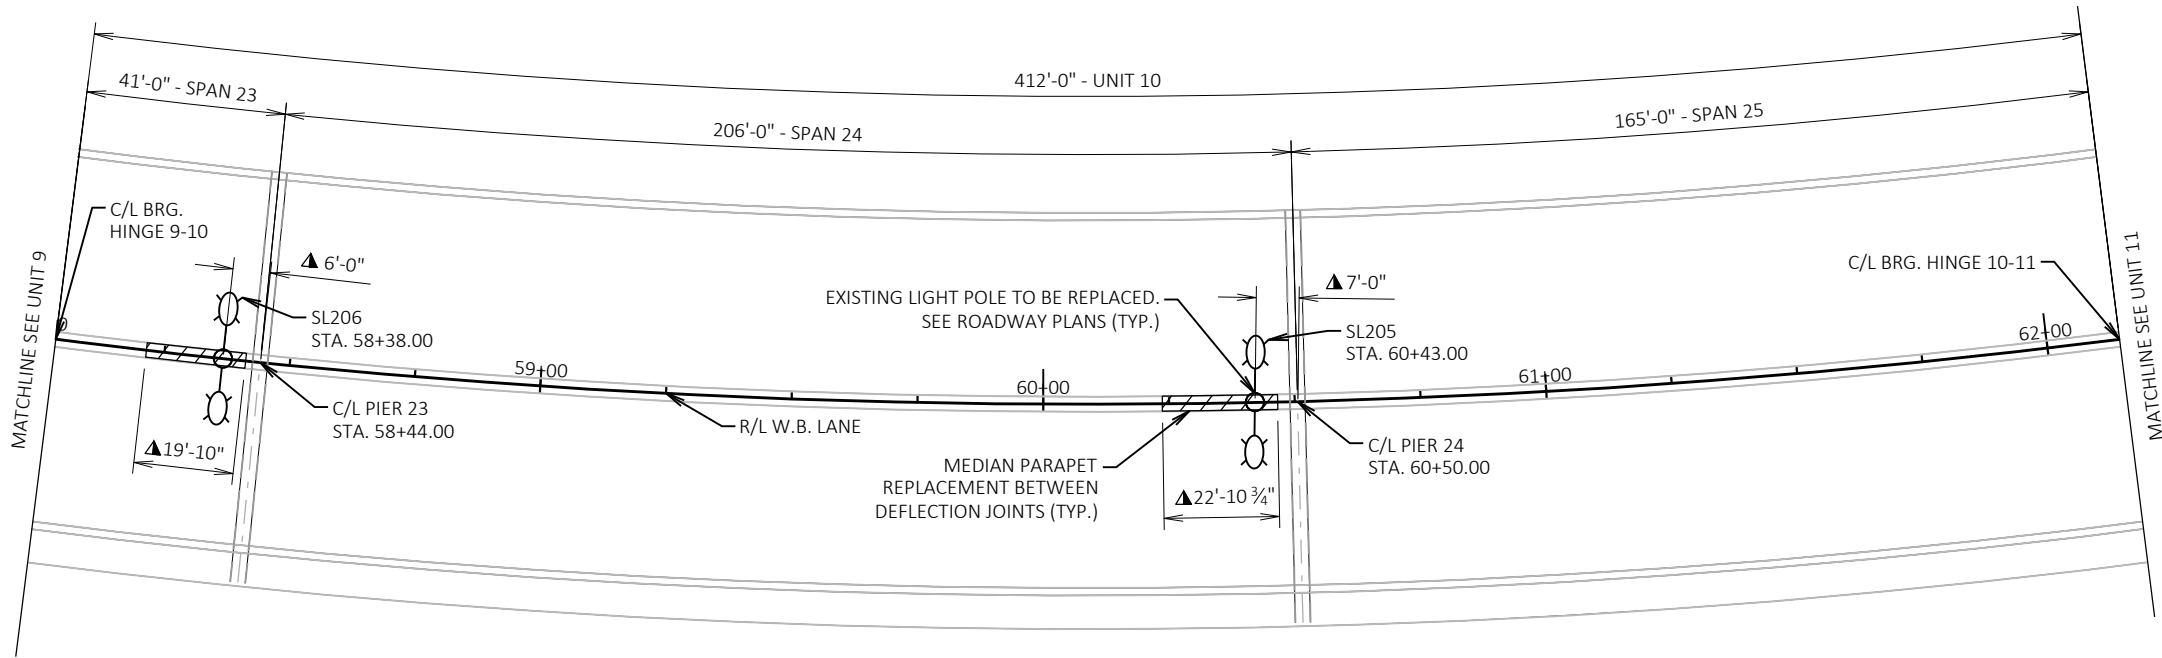 412'-0" - UNIT 10
41'-0" - SPAN 23
206'-0" - SPAN 24
165'-0" - SPAN 25
C/L BRG.
HINGE 9-10
MATCHLINE SEE UNIT 9
6'-0"
SL206
STA. 58+38.00
EXISTING LIGHT POLE TO BE REPLACED.
SEE ROADWAY PLANS (TYP.)
7'-0"
SL205
STA. 60+43.00
C/L BRG. HINGE 10-11
MATCHLINE SEE UNIT 11
59+00
60+00
61+00
62+00
C/L PIER 23
STA. 58+44.00
19'-10"
R/L W.B. LANE
MEDIAN PARAPET
REPLACEMENT BETWEEN
DEFLECTION JOINTS (TYP.)
22'-10 ¾"
C/L PIER 24
STA. 60+50.00